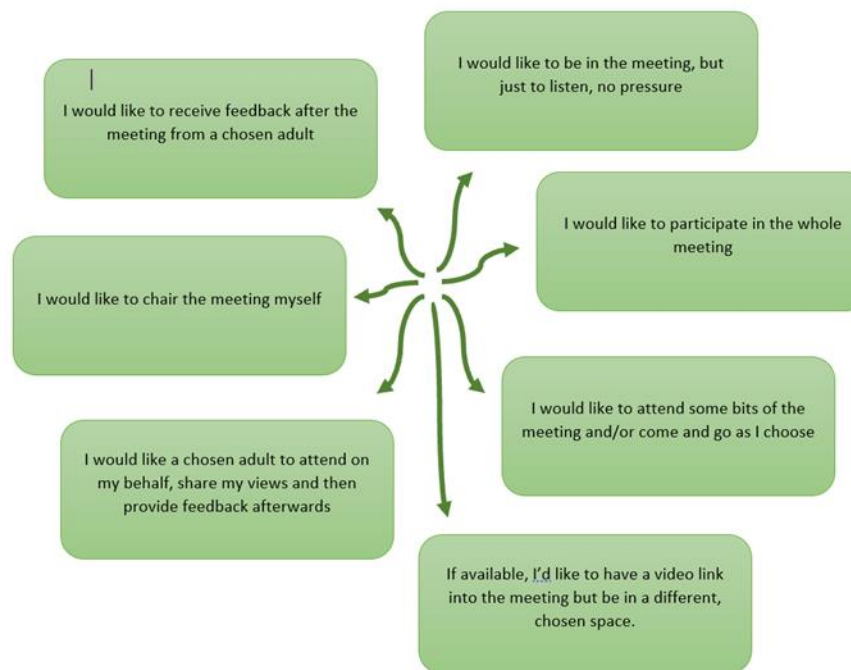 I would like to be in the meeting, but
just to listen, no pressure
I would like to receive feedback after the
meeting from a chosen adult
I would like to participate in the whole
meeting
I would like to chair the meeting myself
I would like to attend some bits of the
meeting and/or come and go as I choose
I would like a chosen adult to attend on
my behalf, share my views and then
provide feedback afterwards
If available, I'd like to have a video link
into the meeting but be in a different,
chosen space.